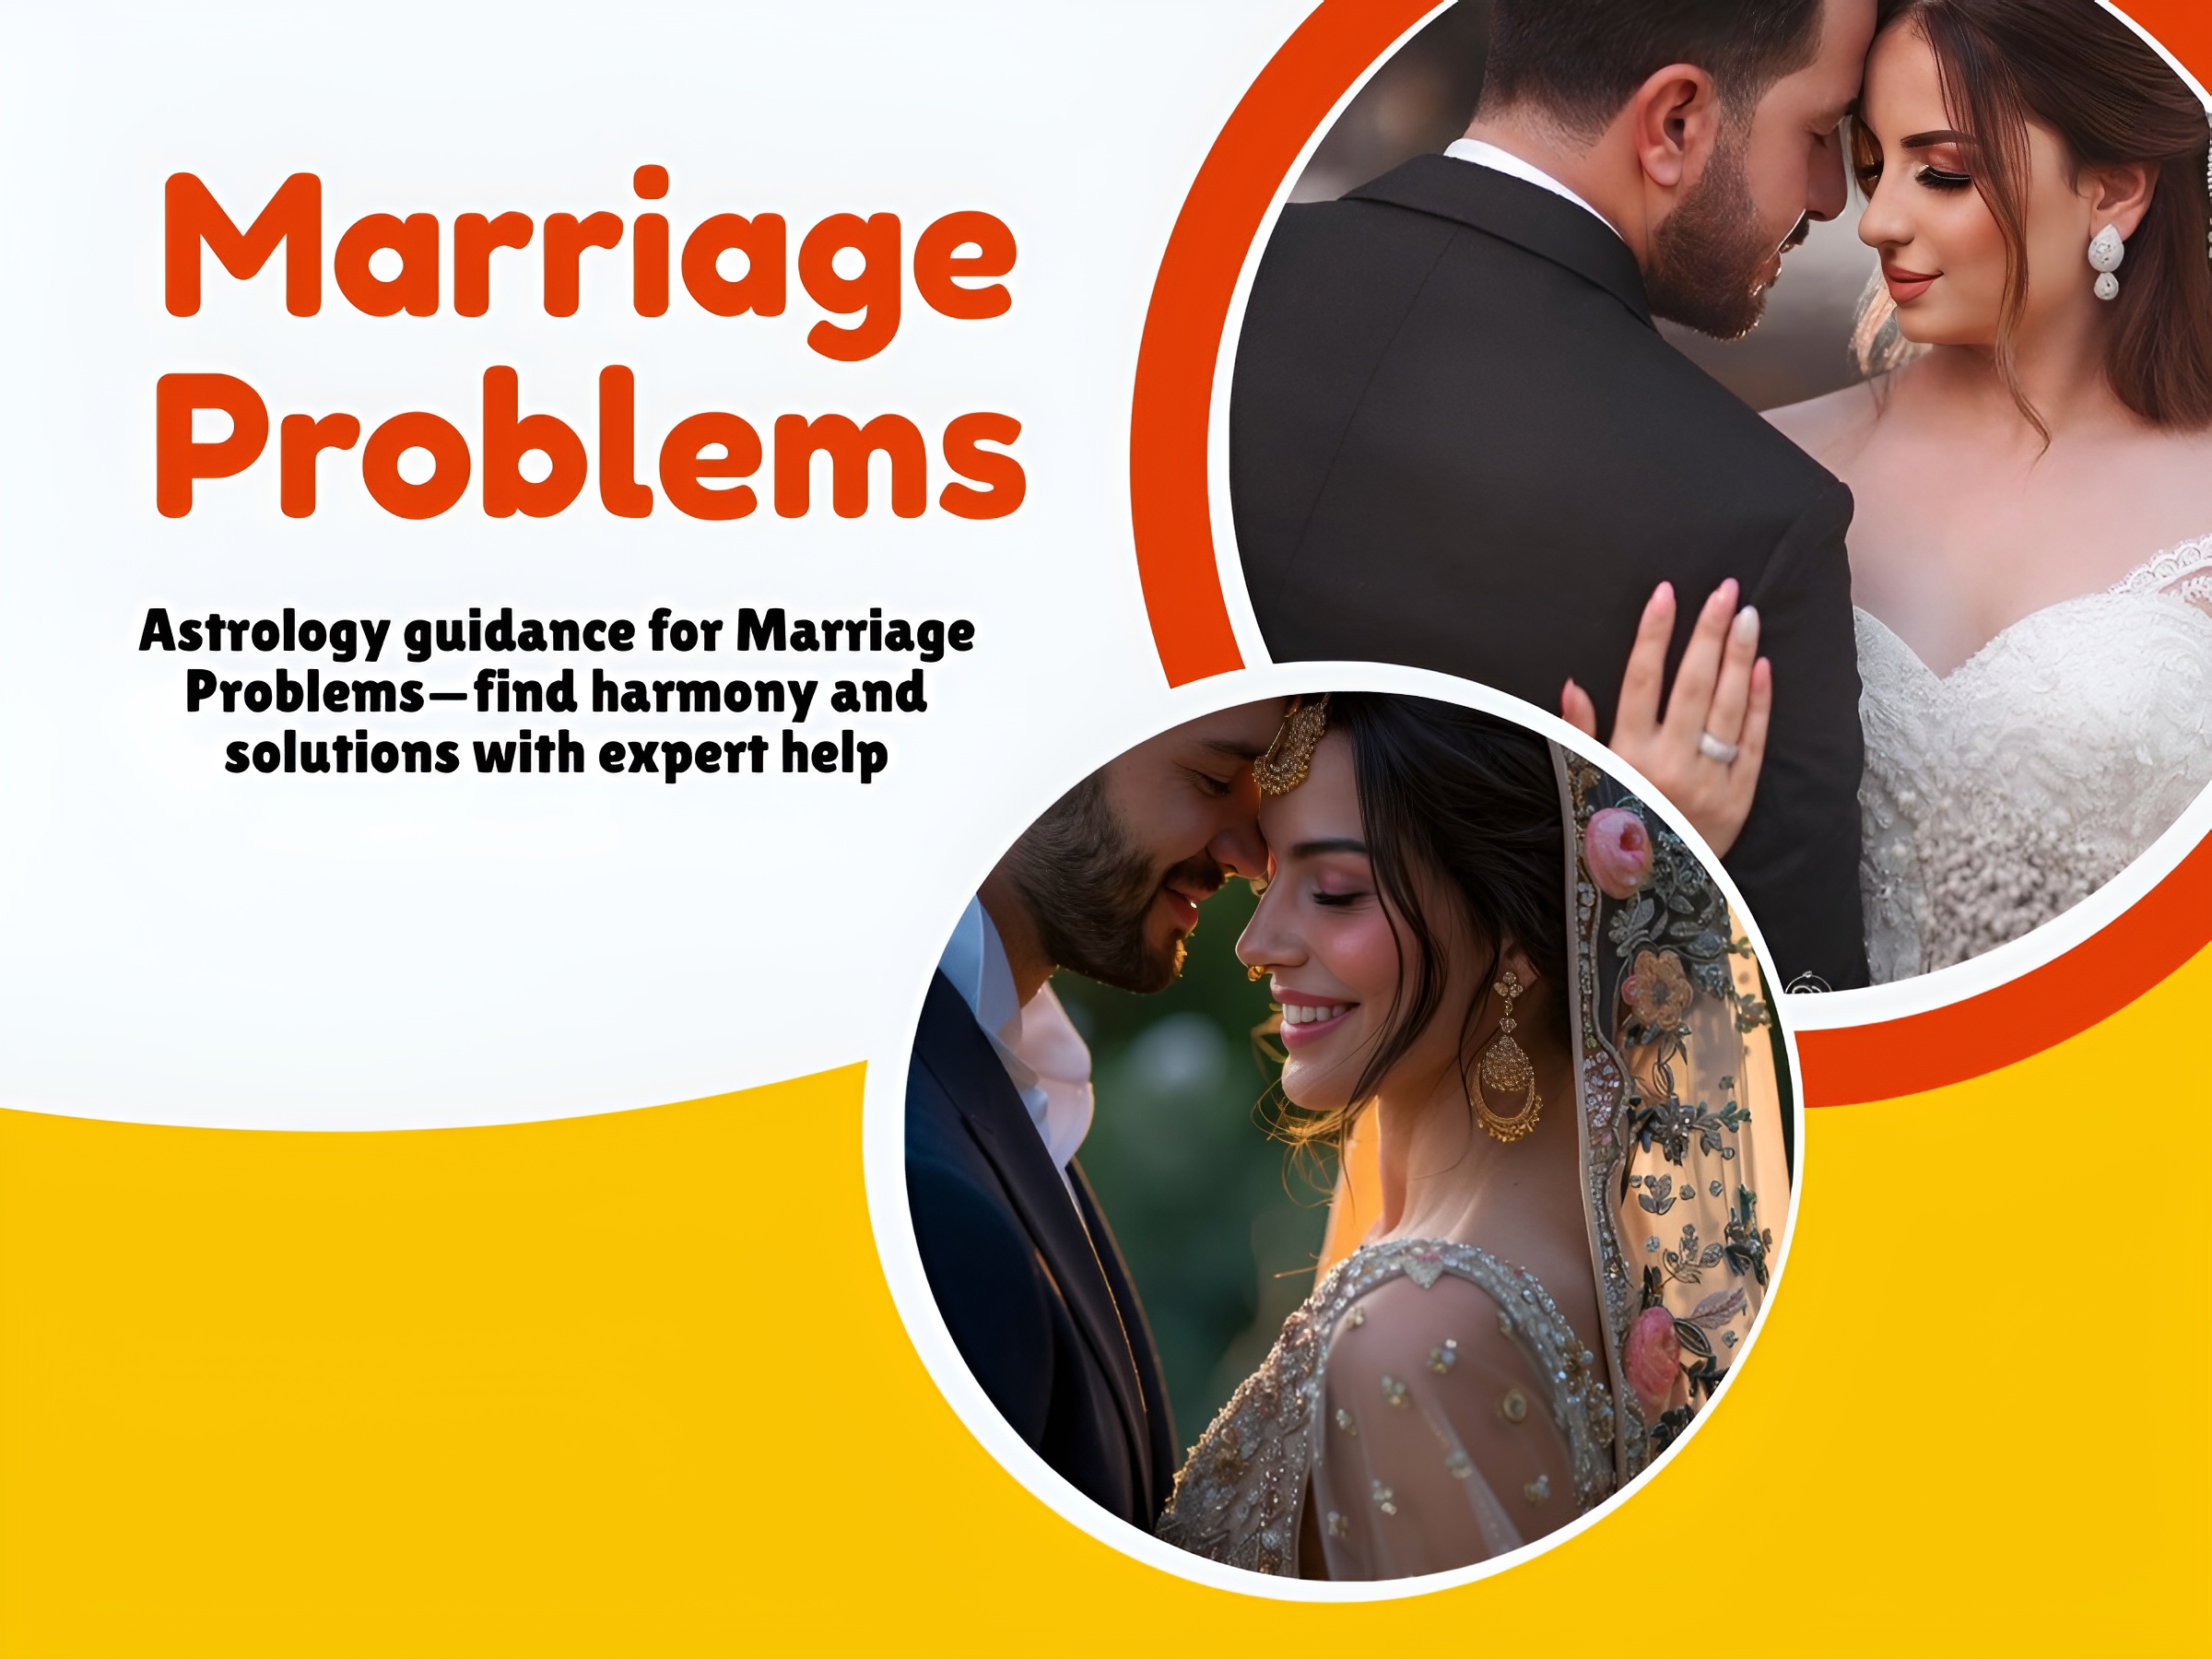 Marriage
Problems
Astrology guidance for Marriage
Problems—find harmony and
solutions with expert help